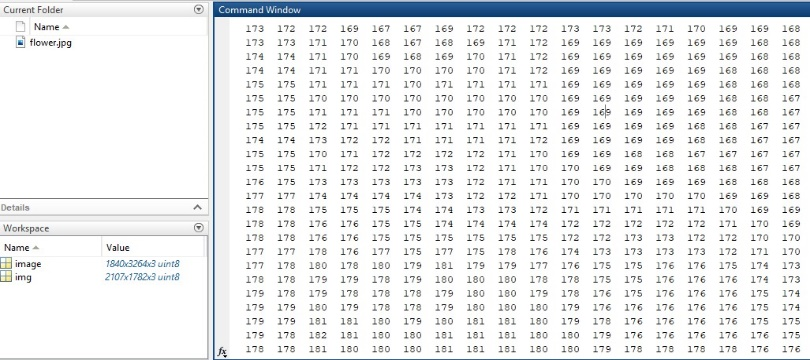 Current Folder
Name
flower.jpg
Details
Workspace
Name Value
image 1840x3264x3 uint8
img 2107x1782x3 uint8
Command Window
173 172 172 169 167 167 169 172 172 172 173 173 172 171 170 169 169 168
173 173 171 170 168 167 168 169 171 172 169 169 169 169 169 169 168 168
174 174 171 170 169 168 169 170 171 172 169 169 169 169 169 169 168 168
174 174 171 171 170 170 170 170 171 172 169 169 169 169 169 168 168 168
175 175 171 171 171 170 171 171 171 171 169 169 169 169 169 168 168 168
175 175 170 170 170 170 170 170 170 170 169 169 169 169 169 168 168 167
175 175 171 171 171 170 170 170 170 170 169 169 169 169 168 168 168 167
175 175 172 171 171 171 171 171 171 171 169 169 169 169 168 168 167 167
174 174 173 172 172 171 171 171 171 172 169 169 169 169 168 168 167 167
175 175 170 171 172 172 172 171 171 170 169 169 168 168 167 167 167 167
175 175 171 172 172 173 173 172 171 170 169 169 169 168 168 168 167 167
176 175 173 173 173 173 173 172 171 171 170 170 169 169 169 168 168 168
177 177 174 174 174 173 172 172 171 171 170 170 170 170 169 169 168 168
178 178 175 175 175 174 174 173 173 172 171 171 171 171 171 170 169 169
178 178 176 176 175 175 174 174 174 174 172 172 172 172 172 171 170 169
178 178 176 176 175 175 175 175 175 175 172 172 173 173 172 172 170 170
177 177 178 176 177 175 177 175 178 176 174 173 173 173 173 172 171 170
177 177 180 178 180 179 181 179 179 177 176 175 175 176 176 176 174 173
178 178 179 179 178 178 179 180 180 180 178 178 175 175 176 176 175 174
178 179 179 179 178 178 179 180 180 180 179 178 176 176 176 176 175 174
179 179 180 180 179 179 180 180 180 180 179 178 176 176 176 176 175 174
179 179 181 181 180 179 180 181 181 181 180 179 176 176 176 176 175 174
179 178 182 181 180 180 180 181 181 181 180 179 178 176 176 176 176 175
178 178 181 180 180 180 180 181 180 180 180 179 178 178 178 176 176 176